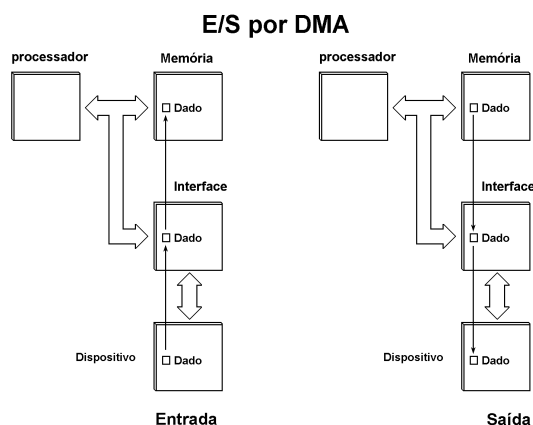 E/S por DMA
processador Memória processador Memória
Dado Dado
Interface Interface
Dado Dado
Dispositivo Dado Dispositivo Dado
Entrada Saída